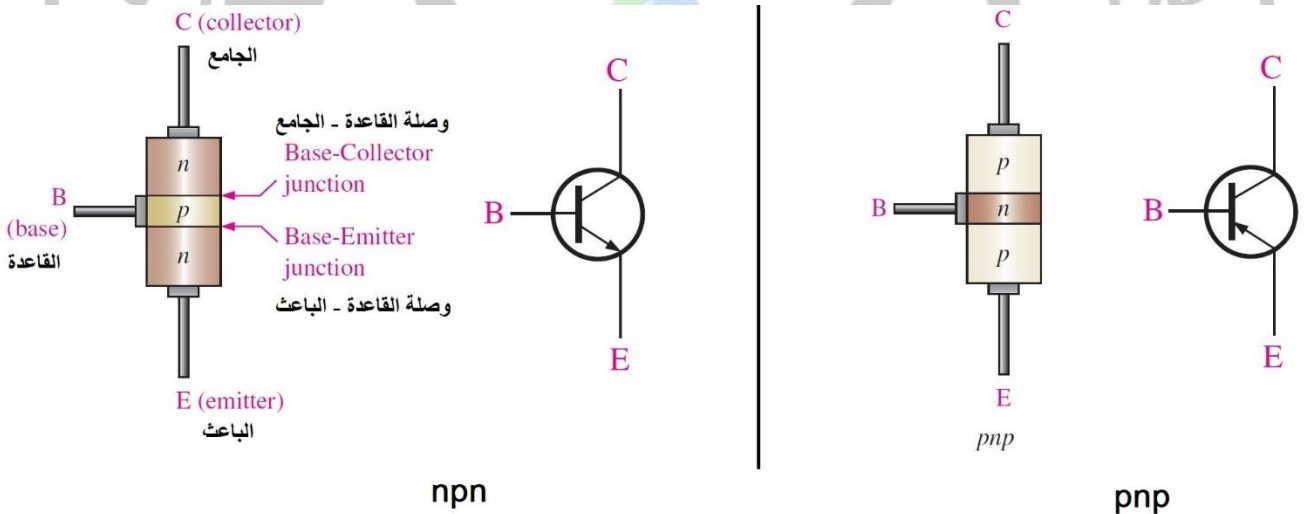 C (collector)
الجامع
وصلة القاعدة - الجامع
Base-Collector
junction
n
p
n
B
(base)
القاعدة
Base-Emitter
junction
وصلة القاعدة - الباعث
E (emitter)
الباعث
C
B
E
npn
C
p
n
p
B
E
pnp
C
B
E
pnp